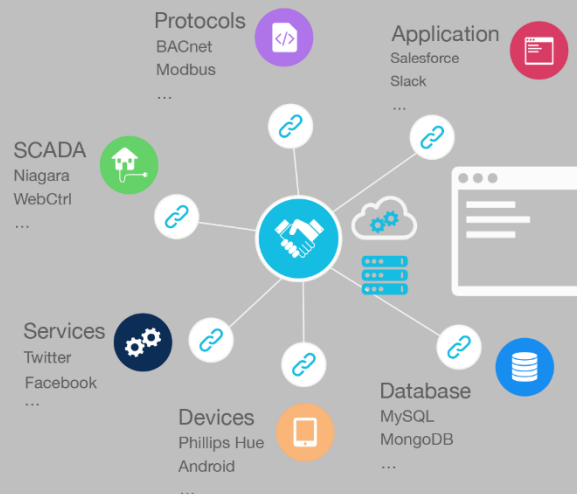 Protocols
BACnet
Modbus
...
Application
Salesforce
Slack
...
SCADA
Niagara
WebCtrl
...
Services
Twitter
Facebook
...
Devices
Phillips Hue
Android
...
Database
MySQL
MongoDB
...